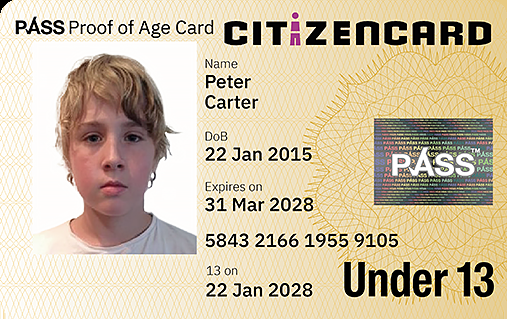 PASS Proof of Age Card
CITIZENCARD
Name
Peter
Carter
DoB
22 Jan 2015
Expires on
31 Mar 2028
5843 2166 1955 9105
13 on
22 Jan 2028
PASS
Under 13